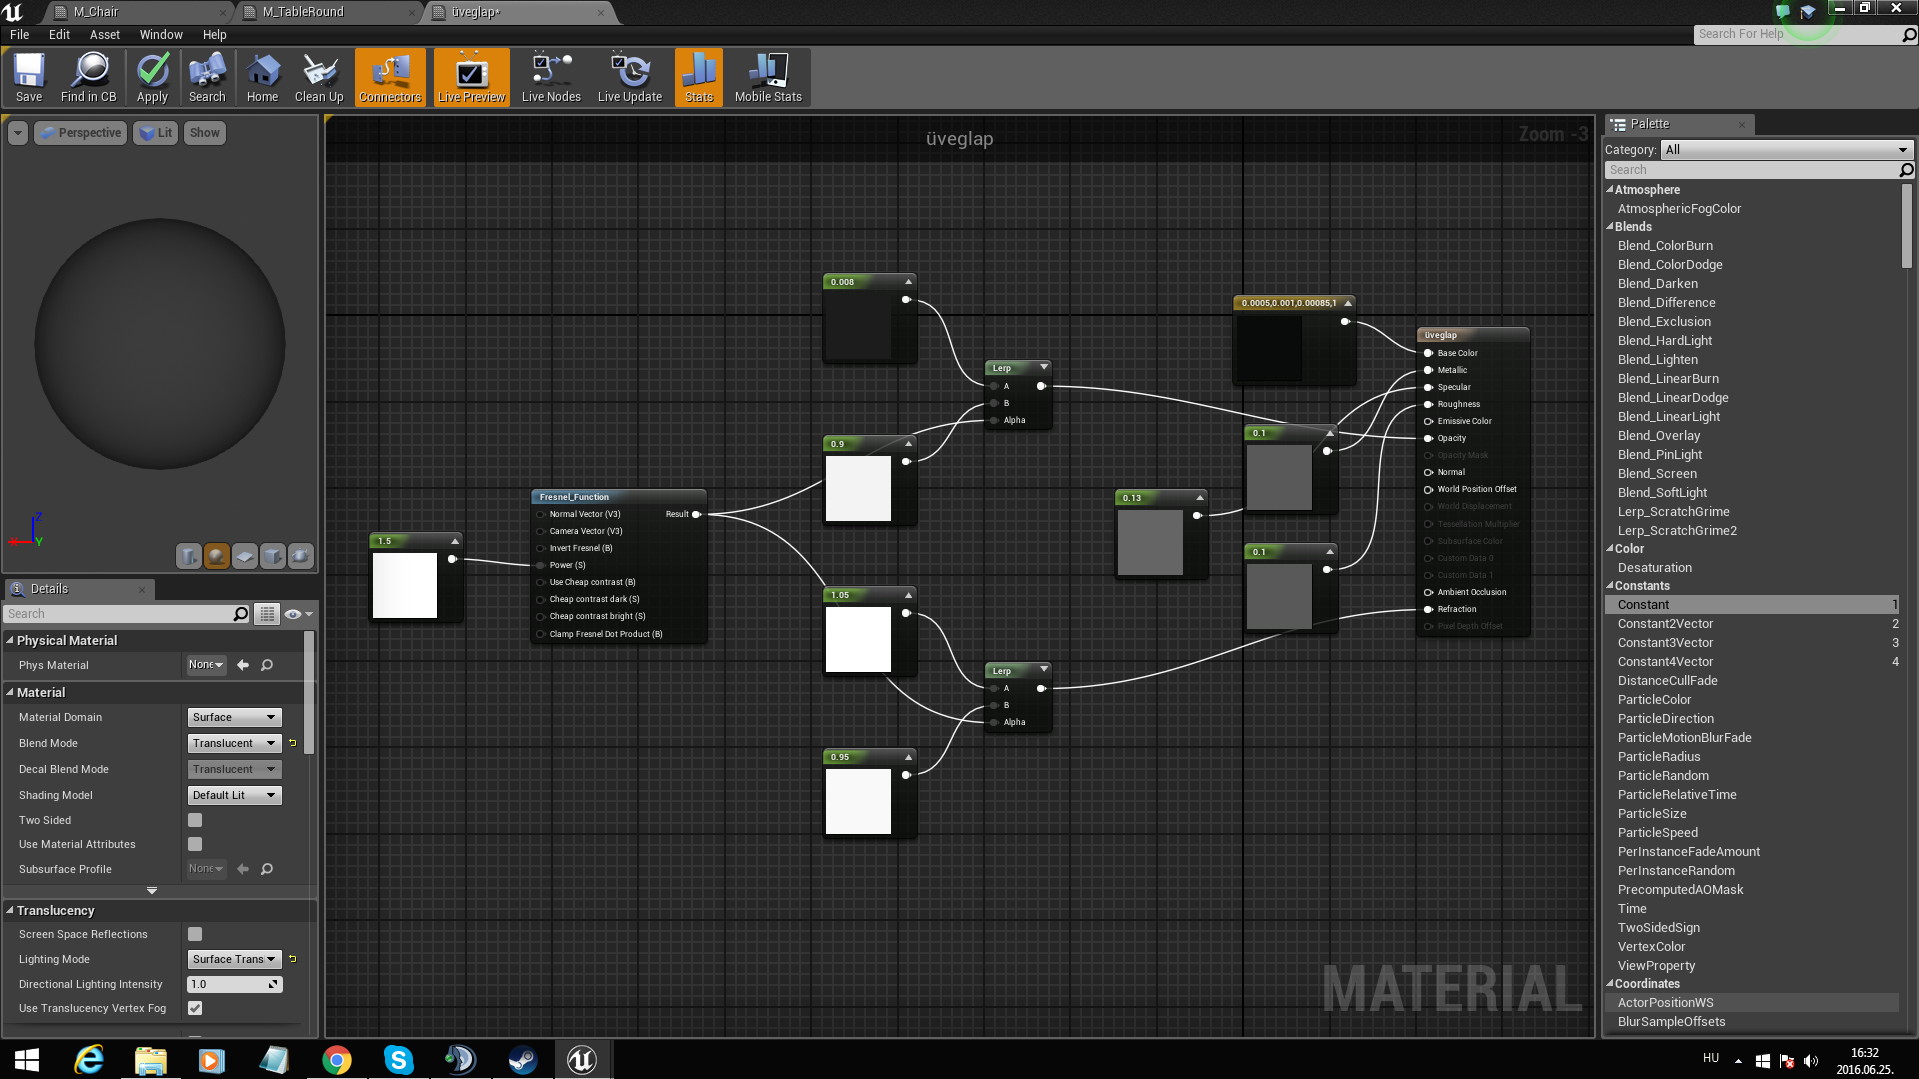 M_Chair
M_TableRound
üveglap*
File Edit Asset Window Help
Search For Help
Save
Find in CB
Apply
Search
Home
Clean Up
Connectors
Live Preview
Live Nodes
Live Update
Stats
Mobile Stats
Perspective
Lit
Show
Z
X
Y
Details
Search
Physical Material
Phys Material None
Material
Material Domain Surface
Blend Mode Translucent
Decal Blend Mode Translucent
Shading Model Default Lit
Two Sided
Use Material Attributes
Subsurface Profile None
Translucency
Screen Space Reflections
Lighting Mode Surface Trans
Directional Lighting Intensity 1.0
Use Translucency Vertex Fog
üveglap
Zoom -3
1.5
Fresnel_Function
Normal Vector (V3) Result
Camera Vector (V3)
Invert Fresnel (B)
Power (S)
Use Cheap contrast (B)
Cheap contrast dark (S)
Cheap contrast bright (S)
Clamp Fresnel Dot Product (B)
0.008
0.9
1.05
0.95
Lerp
A
B
Alpha
Lerp
A
B
Alpha
0.13
0.0005,0.001,0.00085,1
0.1
0.1
üveglap
Base Color
Metallic
Specular
Roughness
Emissive Color
Opacity
Opacity Mask
Normal
World Position Offset
World Displacement
Tessellation Multiplier
Subsurface Color
Custom Data 0
Custom Data 1
Ambient Occlusion
Refraction
Pixel Depth Offset
MATERIAL
Palette
Category: All
Search
Atmosphere
AtmosphericFogColor
Blends
Blend_ColorBurn
Blend_ColorDodge
Blend_Darken
Blend_Difference
Blend_Exclusion
Blend_HardLight
Blend_Lighten
Blend_LinearBurn
Blend_LinearDodge
Blend_LinearLight
Blend_Overlay
Blend_PinLight
Blend_Screen
Blend_SoftLight
Lerp_ScratchGrime
Lerp_ScratchGrime2
Color
Desaturation
Constants
Constant 1
Constant2Vector 2
Constant3Vector 3
Constant4Vector 4
DistanceCullFade
ParticleColor
ParticleDirection
ParticleMotionBlurFade
ParticleRadius
ParticleRandom
ParticleRelativeTime
ParticleSize
ParticleSpeed
PerInstanceFadeAmount
PerInstanceRandom
PrecomputedAOMask
Time
TwoSidedSign
VertexColor
ViewProperty
Coordinates
ActorPositionWS
BlurSampleOffsets
HU
16:32
2016.06.25.